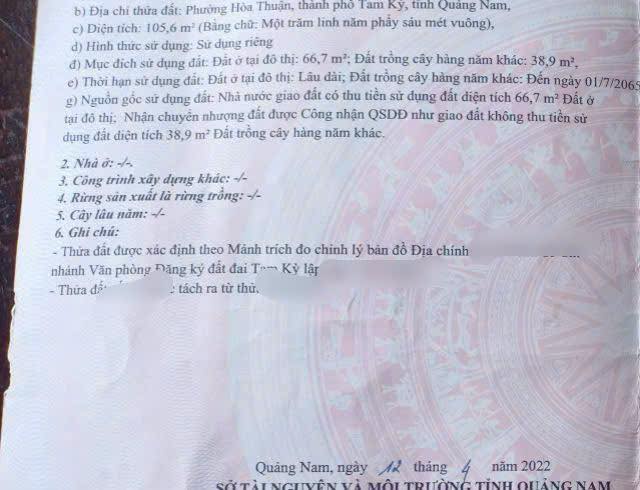 b) Địa chỉ thửa đất: Phường Hòa Thuận, thành phố Tam Kỳ, tỉnh Quảng Nam,
c) Diện tích: 105,6 m² (Bằng chữ: Một trăm linh năm phẩy sáu mét vuông),
d) Hình thức sử dụng: Sử dụng riêng
đ) Mục đích sử dụng đất: Đất ở tại đô thị: 66,7 m²; Đất trồng cây hàng năm khác: 38,9 m²,
e) Thời hạn sử dụng đất: Đất ở tại đô thị: Lâu dài; Đất trồng cây hàng năm khác: Đến ngày 01/7/2065
g) Nguồn gốc sử dụng đất: Nhà nước giao đất có thu tiền sử dụng đất diện tích 66,7 m² Đất ở
tại đô thị; Nhận chuyển nhượng đất được Công nhận QSDĐ như giao đất không thu tiền sử
dụng đất diện tích 38,9 m² Đất trồng cây hàng năm khác.
2. Nhà ở: -/-.
3. Công trình xây dựng khác: -/-
4. Rừng sản xuất là rừng trồng: -/-
5. Cây lâu năm: -/-
6. Ghi chú:
- Thửa đất được xác định theo Mảnh trích đo chỉnh lý bản đồ Địa chính
nhánh Văn phòng Đăng ký đất đai Tam Kỳ lập
- Thửa tách ra từ thử.
Quảng Nam, ngày 12 tháng 4 năm 2022
SỞ TÀI NGUYÊN VÀ MÔI TRƯỜNG TỈNH QUẢNG NAM